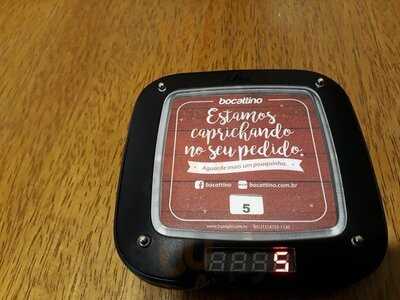 bocattino
Estamos
caprichando
no seu pedido.
Aguarde mais um pouquinho.
bocattino bocattino.com.br
5
5